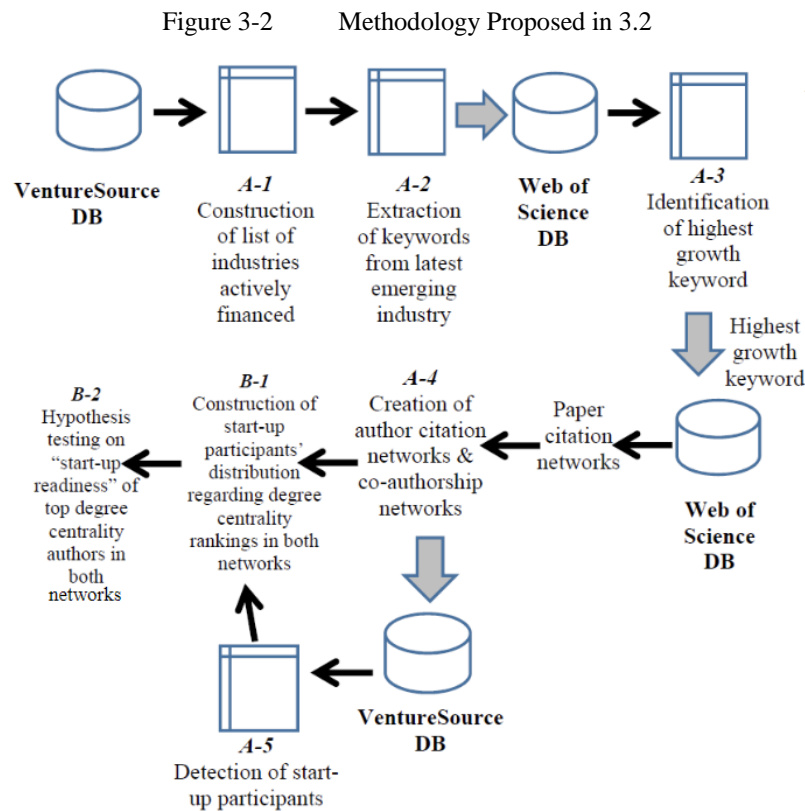 Figure 3-2 Methodology Proposed in 3.2
VentureSource
DB
A-1
Construction
of list of
industries
actively
financed
A-2
Extraction
of keywords
from latest
emerging
industry
Web of
Science
DB
A-3
Identification
of highest
growth
keyword
Highest
growth
keyword
Web of
Science
DB
Paper
citation
networks
A-4
Creation of
author citation
networks &
co-authorship
networks
B-1
Construction of
start-up
participants'
distribution
regarding degree
centrality
rankings in both
networks
B-2
Hypothesis
testing on
“start-up
readiness” of
top degree
centrality
authors in
both
networks
VentureSource
DB
A-5
Detection of start-
up participants